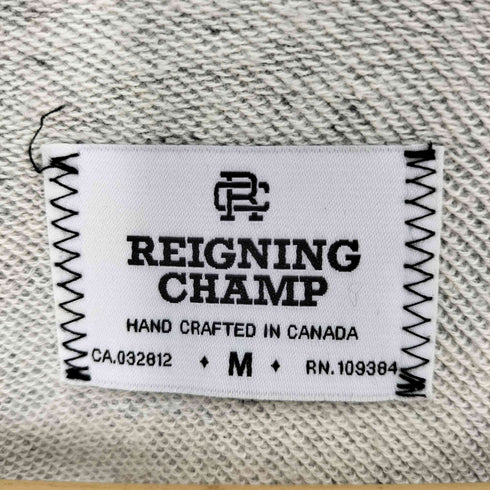 RC
REIGNING
CHAMP
HAND CRAFTED IN CANADA
CA.032812 ♦ M ♦ RN.109384